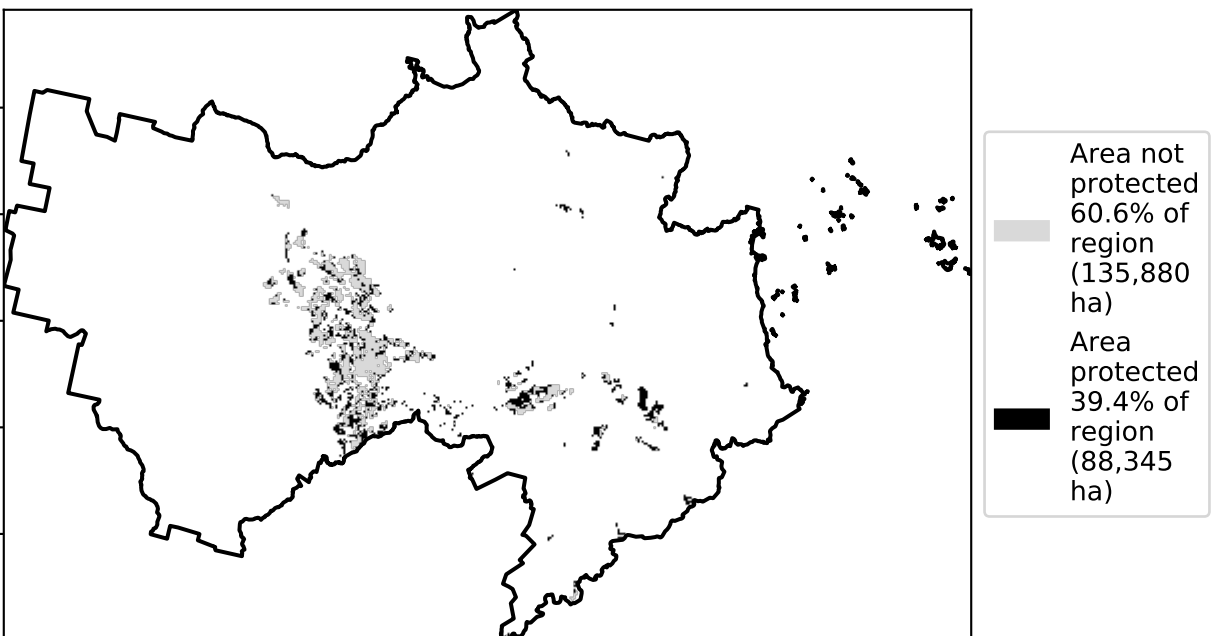 Area not
protected
60.6% of
region
(135,880
ha)
Area
protected
39.4% of
region
(88,345
ha)